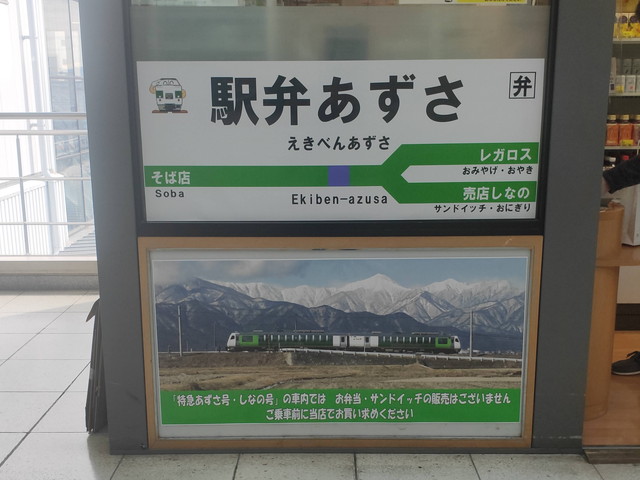 駅弁あずさ
弁
えきべんあずさ
そば店
Soba
Ekiben-azusa
レガロス
おみやげ・おやき
売店しなの
サンドイッチ・おにぎり
「特急あずさ号・しなの号」の車内では お弁当・サンドイッチの販売はございません
ご乗車前に当店でお買い求めください